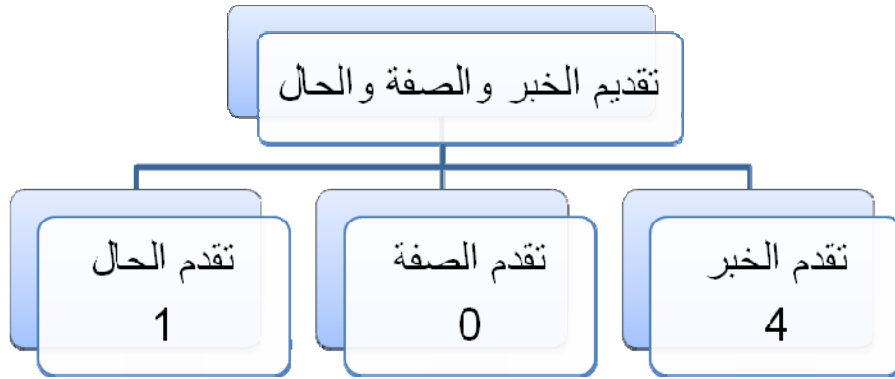 تقديم الخبر والصفة والحال
تقدم الخبر
4
تقدم الصفة
0
تقدم الحال
1